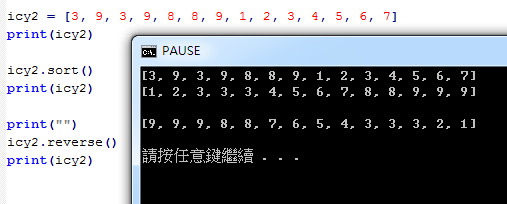 icy2 = [3, 9, 3, 9, 8, 8, 9, 1, 2, 3, 4, 5, 6, 7]
print(icy2)
icy2.sort()
print(icy2)
print("")
icy2.reverse()
print(icy2)
PAUSE
[3, 9, 3, 9, 8, 8, 9, 1, 2, 3, 4, 5, 6, 7]
[1, 2, 3, 3, 3, 4, 5, 6, 7, 8, 8, 9, 9, 9]
[9, 9, 9, 8, 8, 7, 6, 5, 4, 3, 3, 3, 2, 1]
請按任意鍵繼續 . . .